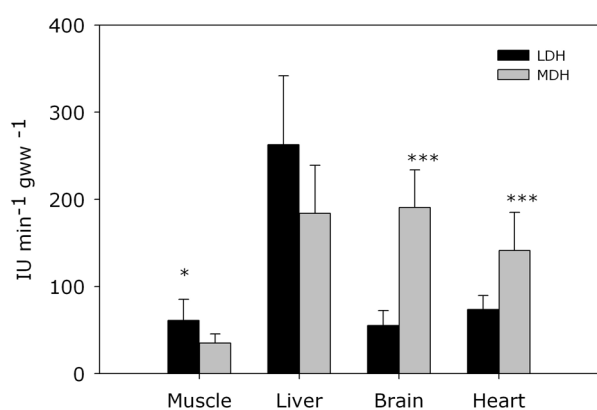 400
300
200
100
0
IU min-1 gww -1
LDH
MDH
*
***
***
Muscle Liver Brain Heart